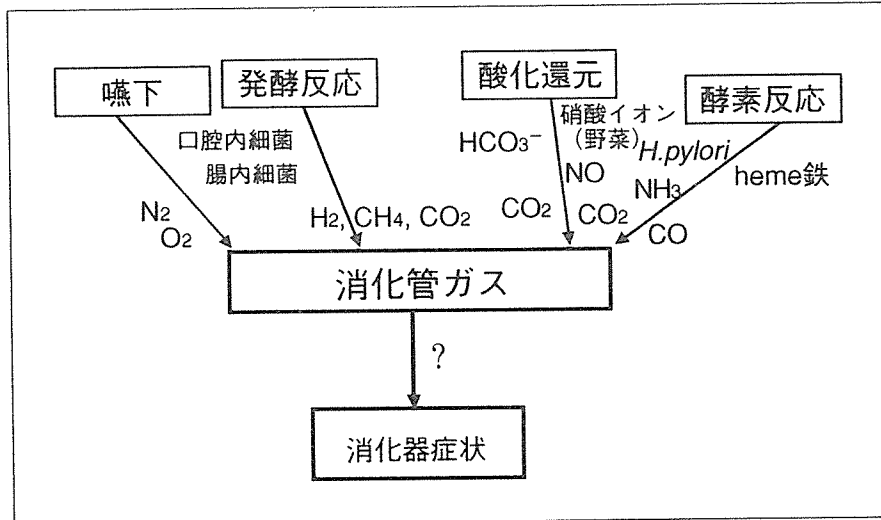 嚥下
発酵反応
酸化還元
酵素反応
口腔内細菌
腸内細菌
HCO3−
硝酸イオン
（野菜）
H.pylori
heme鉄
NO
NH3
N2
O2
H2, CH4, CO2
CO2
CO2
CO
消化管ガス
?
消化器症状